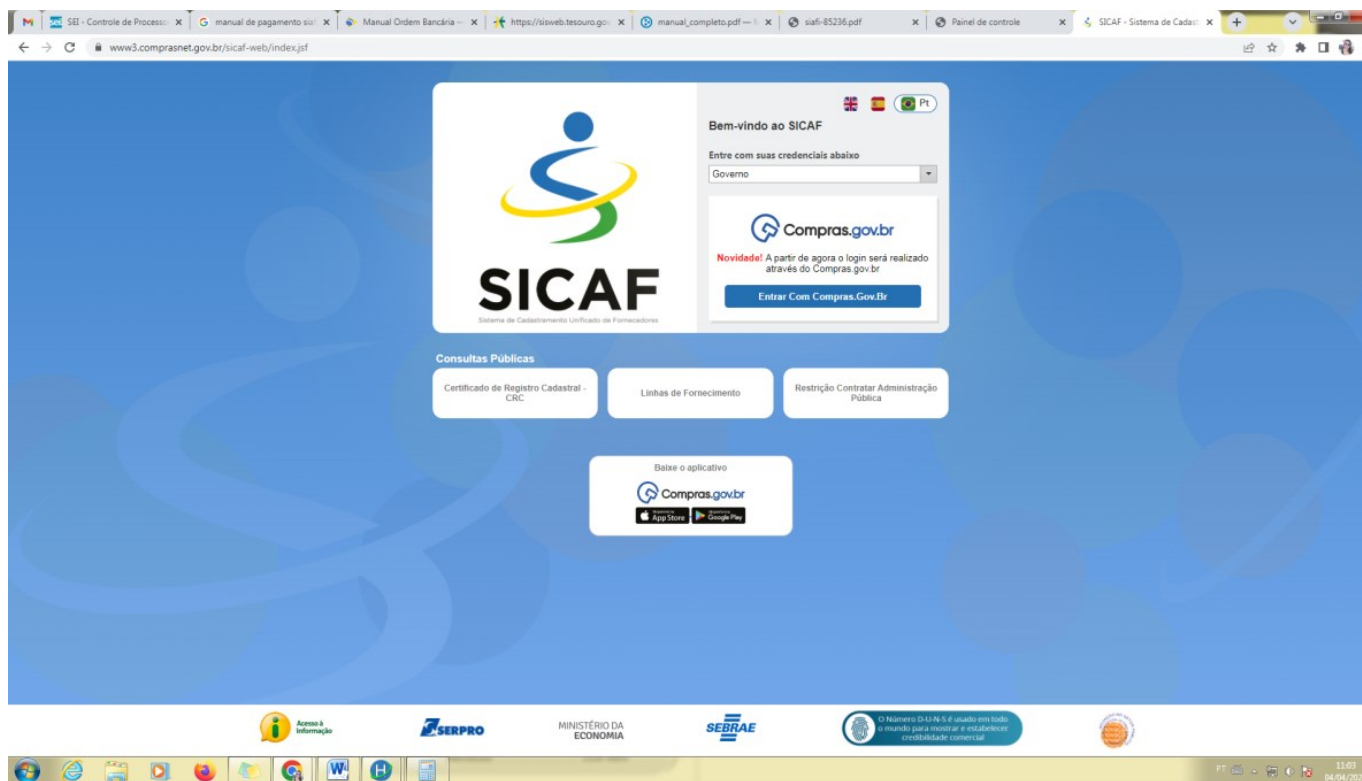 SEI - Controle de Processo
manual de pagamento siaf
Manual Ordem Bancária —
https://sisweb.tesouro.gov
manual_completo.pdf —
siafi-85236.pdf
Painel de controle
SICAF - Sistema de Cadast
www3.comprasnet.gov.br/sicaf-web/index.jsf
Pt
Bem-vindo ao SICAF
Entre com suas credenciais abaixo
Governo
Compras.gov.br
Novidade! A partir de agora o login será realizado
através do Compras.gov.br
Entrar Com Compras.Gov.Br
SICAF
Sistema de Cadastramento Unificado de Fornecedores
Consultas Públicas
Certificado de Registro Cadastral -
CRC
Linhas de Fornecimento
Restrição Contratar Administração
Pública
Baixe o aplicativo
Compras.gov.br
App Store
Google Play
Acesso à
Informação
SERPRO
MINISTÉRIO DA
ECONOMIA
SEBRAE
O Número D-U-N-S é usado em todo
o mundo para mostrar e estabelecer
credibilidade comercial
PT
11:03
04/04/202